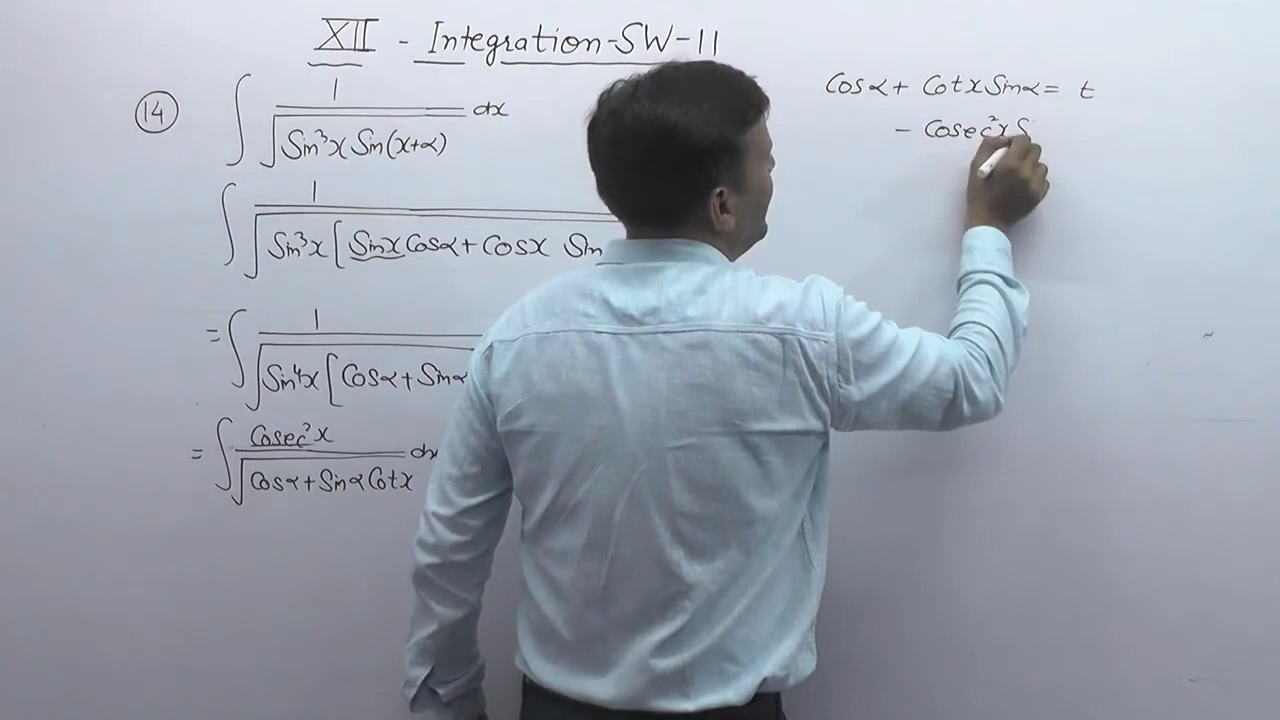 XII - Integration-SW-11
14 ∫ 1/√(Sin³x Sin(x+α)) dx
∫ 1/√(Sin³x [Sinx Cosα + Cosx Sin
= ∫ 1/√(Sin⁴x [Cosα + Sinα
= ∫ Cosec²x/√(Cosα + Sinα Cotx) dx
Cosα + Cotx Sinα = t
- Cosec²x S